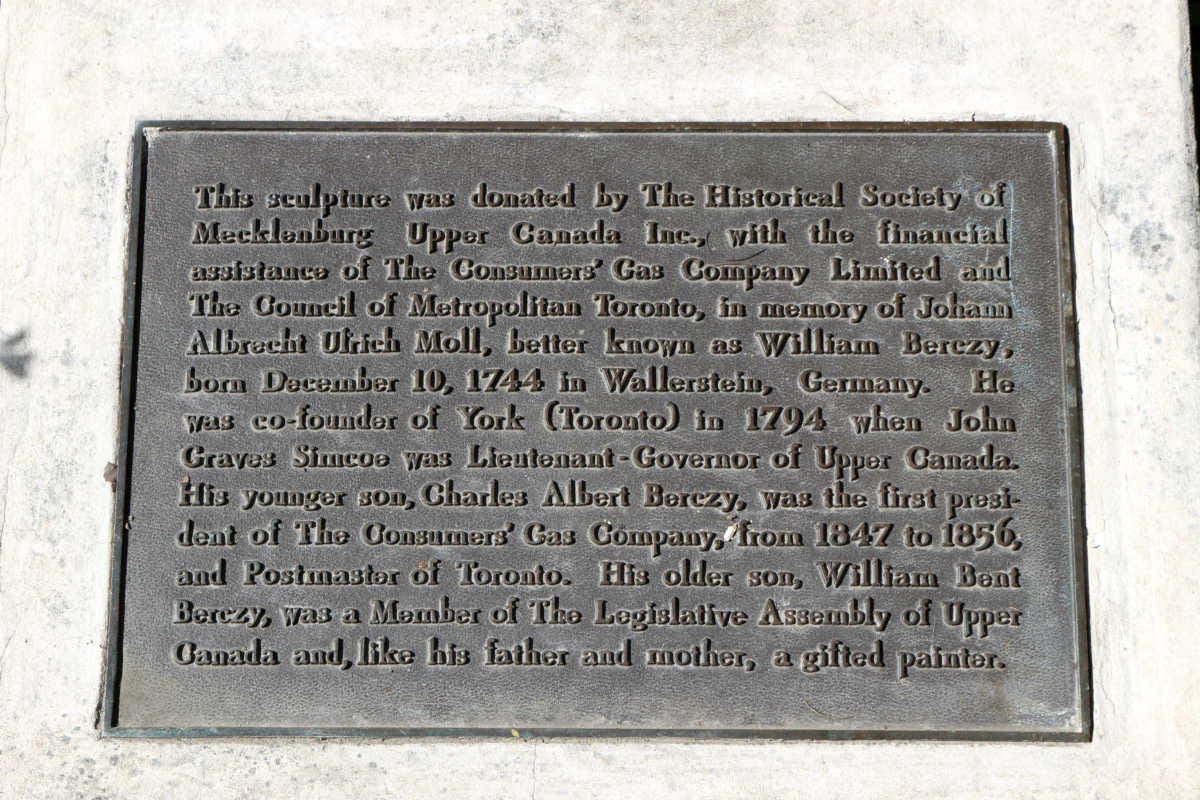 This sculpture was donated by The Historical Society of
Mecklenburg Upper Canada Inc., with the financial
assistance of The Consumers' Gas Company Limited and
The Council of Metropolitan Toronto, in memory of Johann
Albrecht Ulrich Moll, better known as William Berczy,
born December 10, 1744 in Wallerstein, Germany. He
was co-founder of York (Toronto) in 1794 when John
Graves Simcoe was Lieutenant-Governor of Upper Canada.
His younger son, Charles Albert Berczy, was the first presi-
dent of The Consumers' Gas Company, from 1847 to 1856,
and Postmaster of Toronto. His older son, William Bent
Berczy, was a Member of The Legislative Assembly of Upper
Canada and, like his father and mother, a gifted painter.